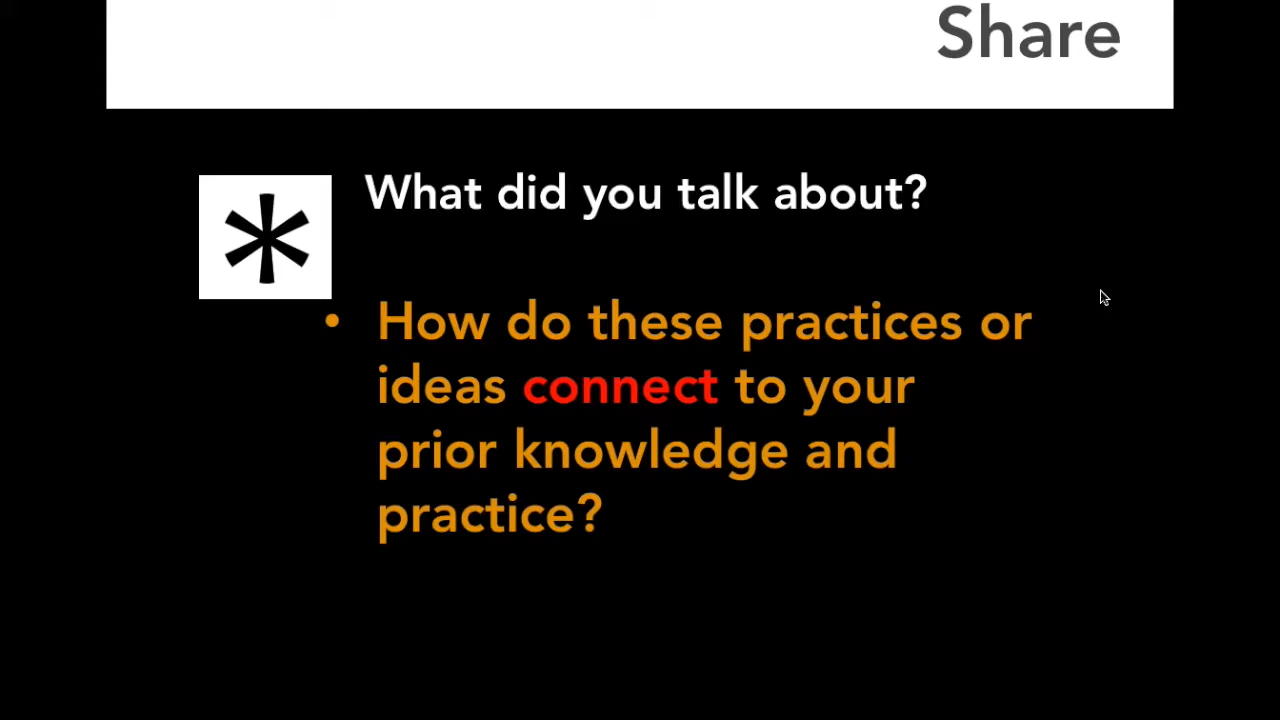 Share
What did you talk about?
*
• How do these practices or
ideas connect to your
prior knowledge and
practice?